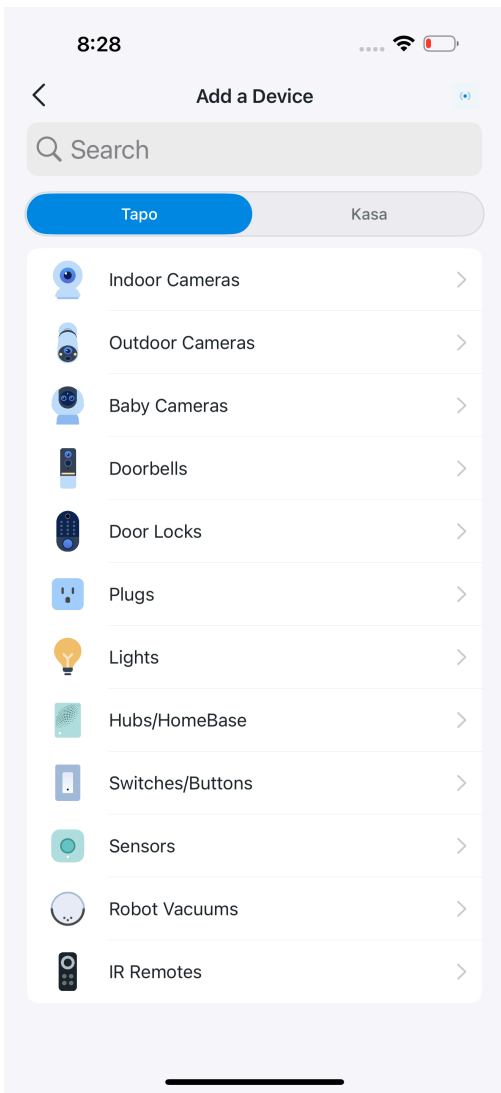 8:28
Add a Device
Search
Tapo
Kasa
Indoor Cameras
Outdoor Cameras
Baby Cameras
Doorbells
Door Locks
Plugs
Lights
Hubs/HomeBase
Switches/Buttons
Sensors
Robot Vacuums
IR Remotes